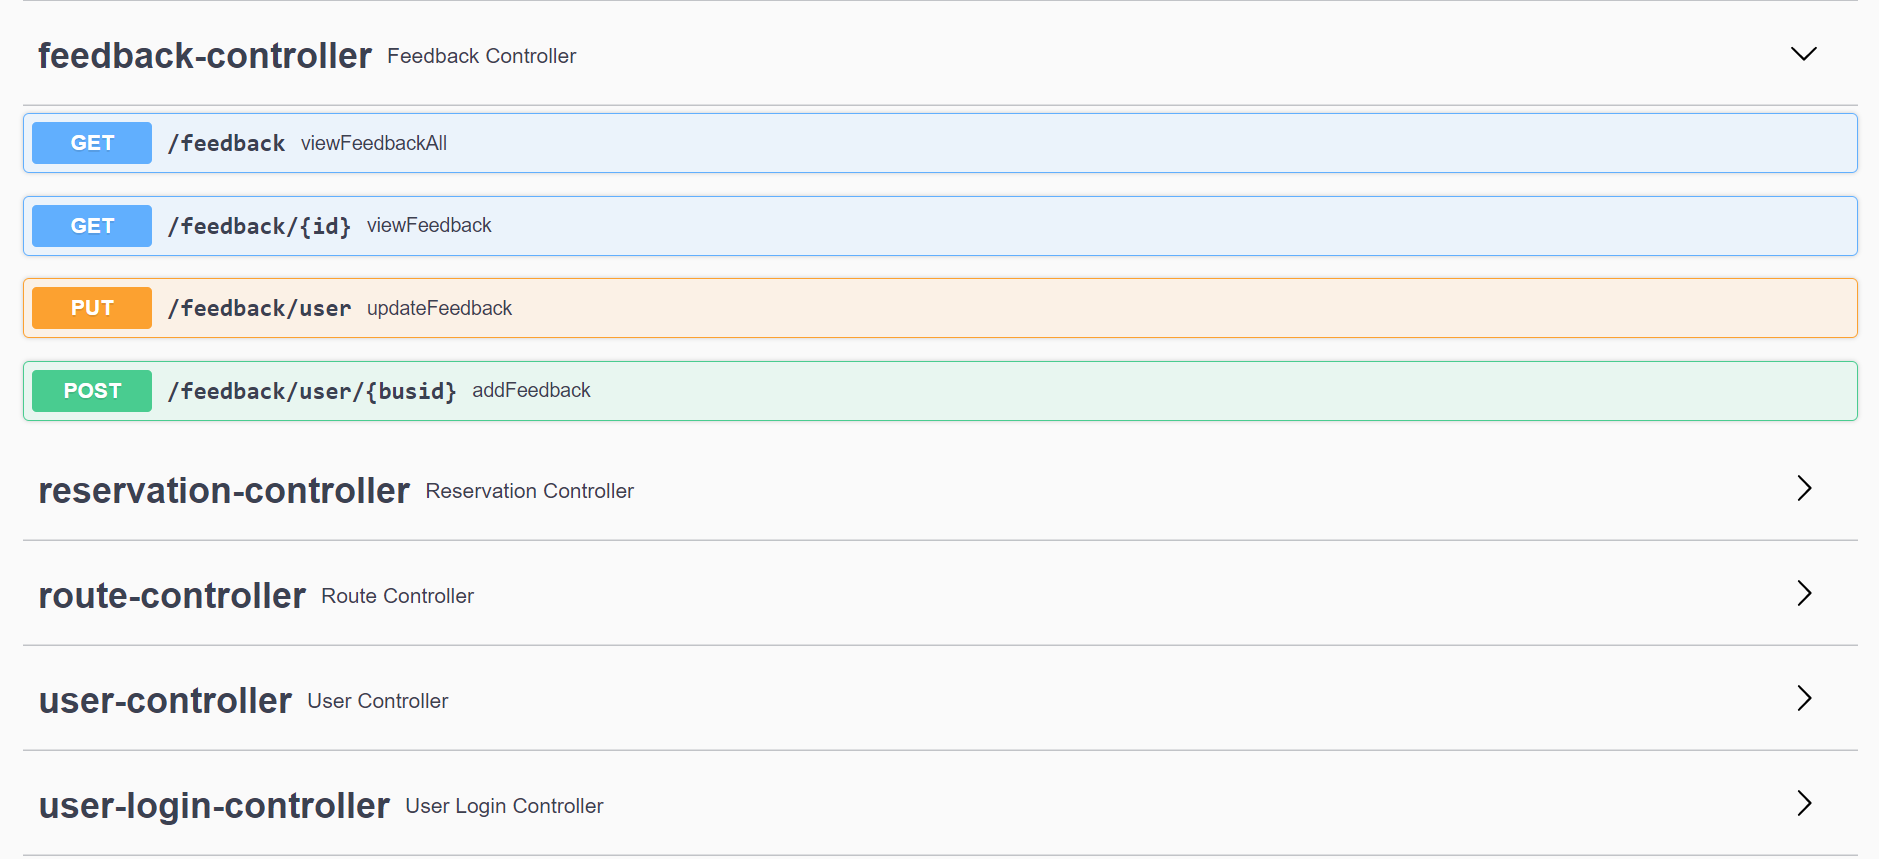 feedback-controller Feedback Controller
GET /feedback viewFeedbackAll
GET /feedback/{id} viewFeedback
PUT /feedback/user updateFeedback
POST /feedback/user/{busid} addFeedback
reservation-controller Reservation Controller
route-controller Route Controller
user-controller User Controller
user-login-controller User Login Controller